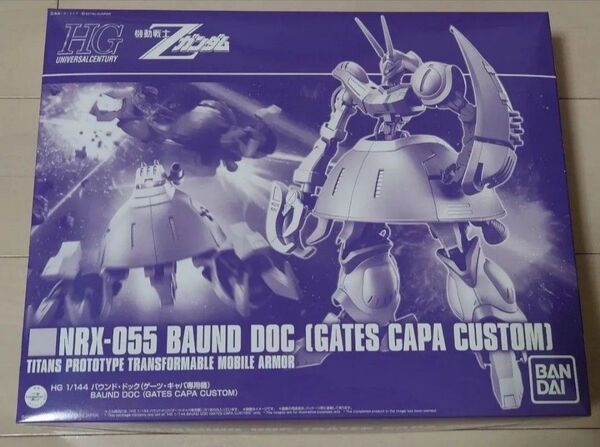 HG
UNIVERSAL CENTURY
機動戦士
Ζガンダム
NRX-055 BAUND DOC (GATES CAPA CUSTOM)
TITANS PROTOTYPE TRANSFORMABLE MOBILE ARMOR
HG 1/144 バウンド・ドック(ゲーツ・キャパ専用機)
BAUND DOC (GATES CAPA CUSTOM)
BAN
DAI